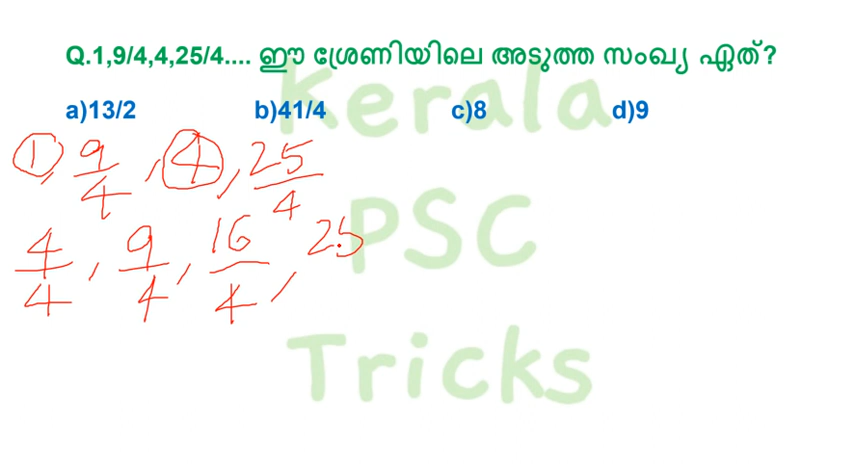 Q.1,9/4,4,25/4.... ഈ ശ്രേണിയിലെ അടുത്ത സംഖ്യ ഏത്?
a)13/2 b)41/4 c)8 d)9
1, 9/4, 4, 25/4
4/4, 9/4, 16/4, 25
Kerala
PSC
Tricks